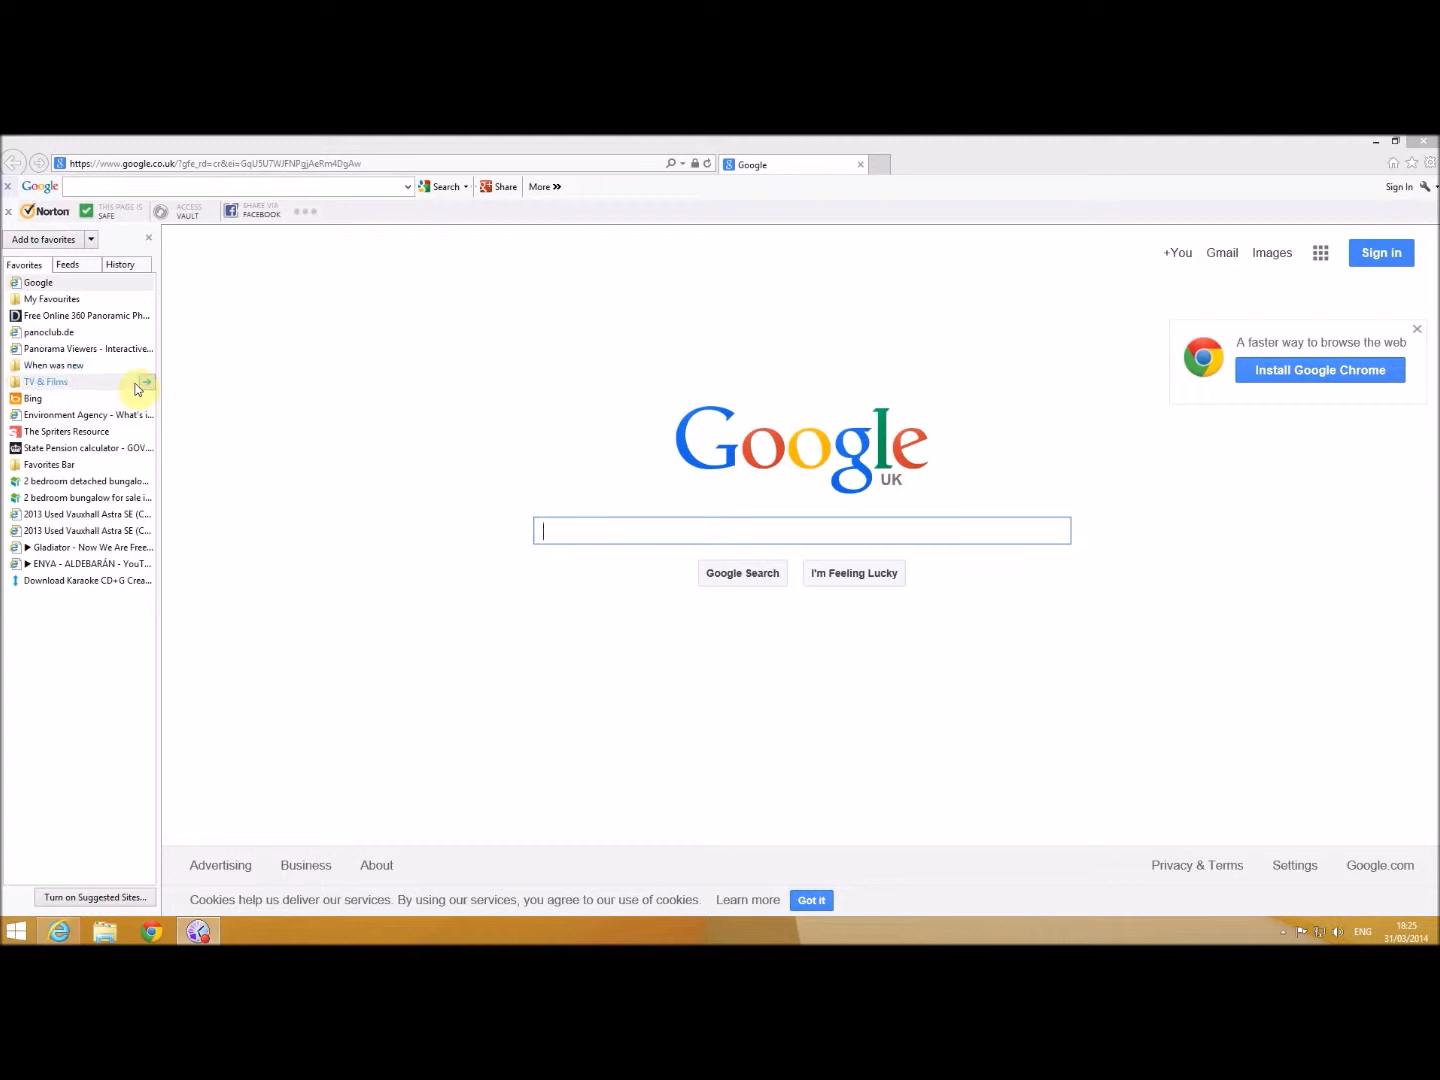 https://www.google.co.uk/?gfe_rd=cr&ei=GqU5U7WJFNPgjAeRm4DgAw
Google
Google Search Share More »
Sign In
Norton THIS PAGE IS SAFE ACCESS VAULT SHARE VIA FACEBOOK
Add to favorites
Favorites Feeds History
Google
My Favourites
Free Online 360 Panoramic Ph...
panoclub.de
Panorama Viewers - Interactive...
When was new
TV & Films
Bing
Environment Agency - What's i...
The Spriters Resource
State Pension calculator - GOV....
Favorites Bar
2 bedroom detached bungalo...
2 bedroom bungalow for sale i...
2013 Used Vauxhall Astra SE (C...
2013 Used Vauxhall Astra SE (C...
▶ Gladiator - Now We Are Free...
▶ ENYA - ALDEBARÁN - YouT...
Download Karaoke CD+G Crea...
Turn on Suggested Sites...
+You Gmail Images Sign in
A faster way to browse the web
Install Google Chrome
Google
UK
Google Search I'm Feeling Lucky
Advertising Business About
Privacy & Terms Settings Google.com
Cookies help us deliver our services. By using our services, you agree to our use of cookies. Learn more Got it
ENG
18:25
31/03/2014